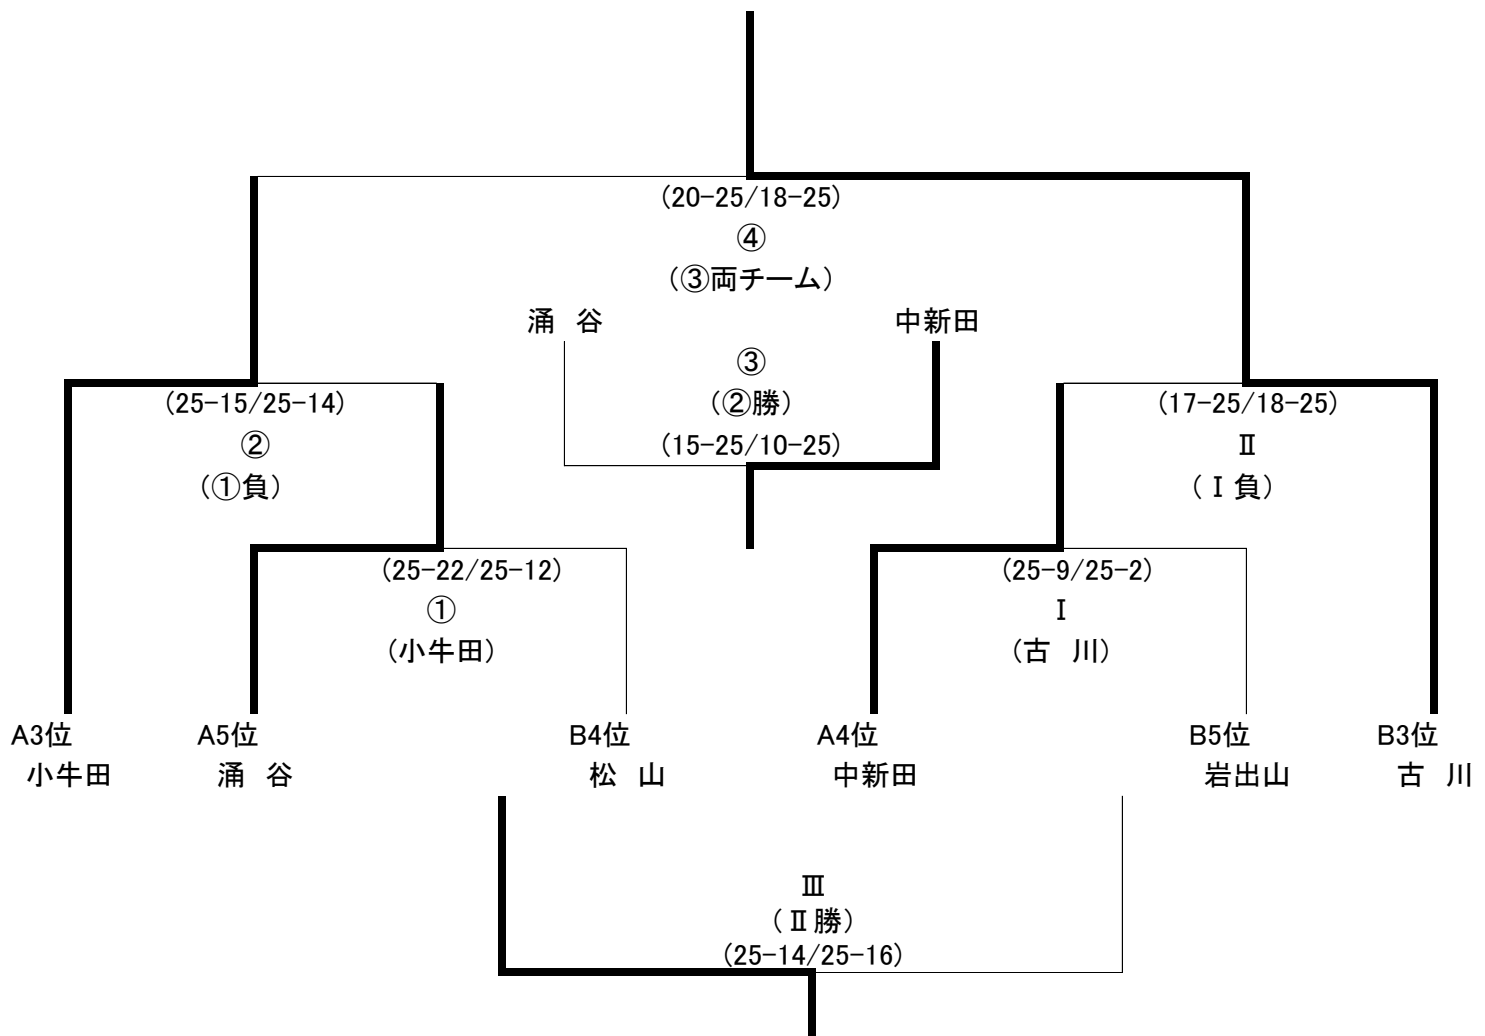 (20-25/18-25)
④
(③両チーム)
涌　谷
中新田
③
(②勝)
(15-25/10-25)
(25-15/25-14)
②
(①負)
(17-25/18-25)
Ⅱ
(Ⅰ負)
(25-22/25-12)
①
(小牛田)
(25-9/25-2)
Ⅰ
(古　川)
A3位
小牛田
A5位
涌　谷
B4位
松　山
A4位
中新田
B5位
岩出山
B3位
古　川
Ⅲ
(Ⅱ勝)
(25-14/25-16)